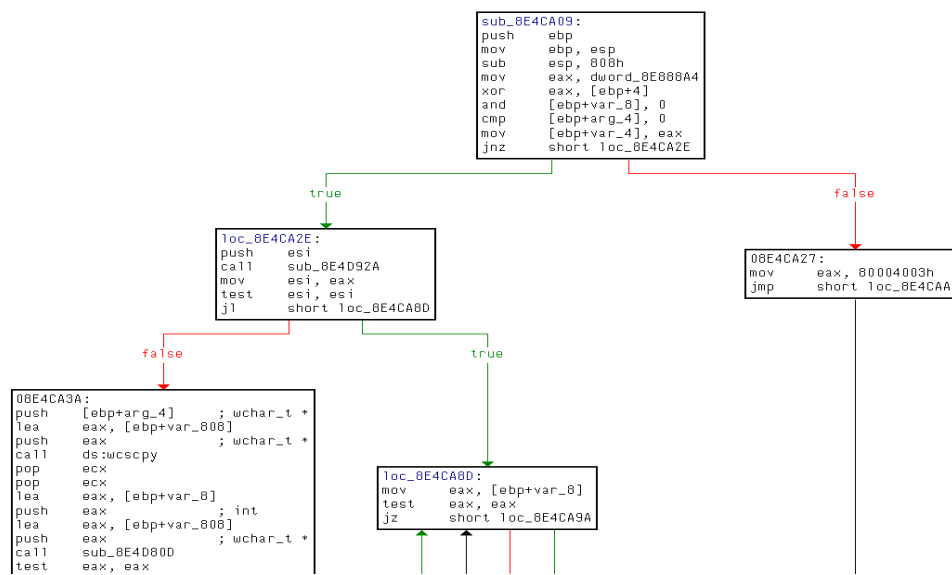 sub_8E4CA09:
push ebp
mov ebp, esp
sub esp, 808h
mov eax, dword_8E888A4
xor eax, [ebp+4]
and [ebp+var_8], 0
cmp [ebp+arg_4], 0
mov [ebp+var_4], eax
jnz short loc_8E4CA2E
true
false
loc_8E4CA2E:
push esi
call sub_8E4D92A
mov esi, eax
test esi, esi
jl short loc_8E4CA8D
08E4CA27:
mov eax, 80004003h
jmp short loc_8E4CAA
false
true
08E4CA3A:
push [ebp+arg_4] ; wchar_t *
lea eax, [ebp+var_808]
push eax ; wchar_t *
call ds:wcscpy
pop ecx
pop ecx
lea eax, [ebp+var_8]
push eax ; int
lea eax, [ebp+var_808]
push eax ; wchar_t *
call sub_8E4D80D
test eax, eax
loc_8E4CA8D:
mov eax, [ebp+var_8]
test eax, eax
jz short loc_8E4CA9A